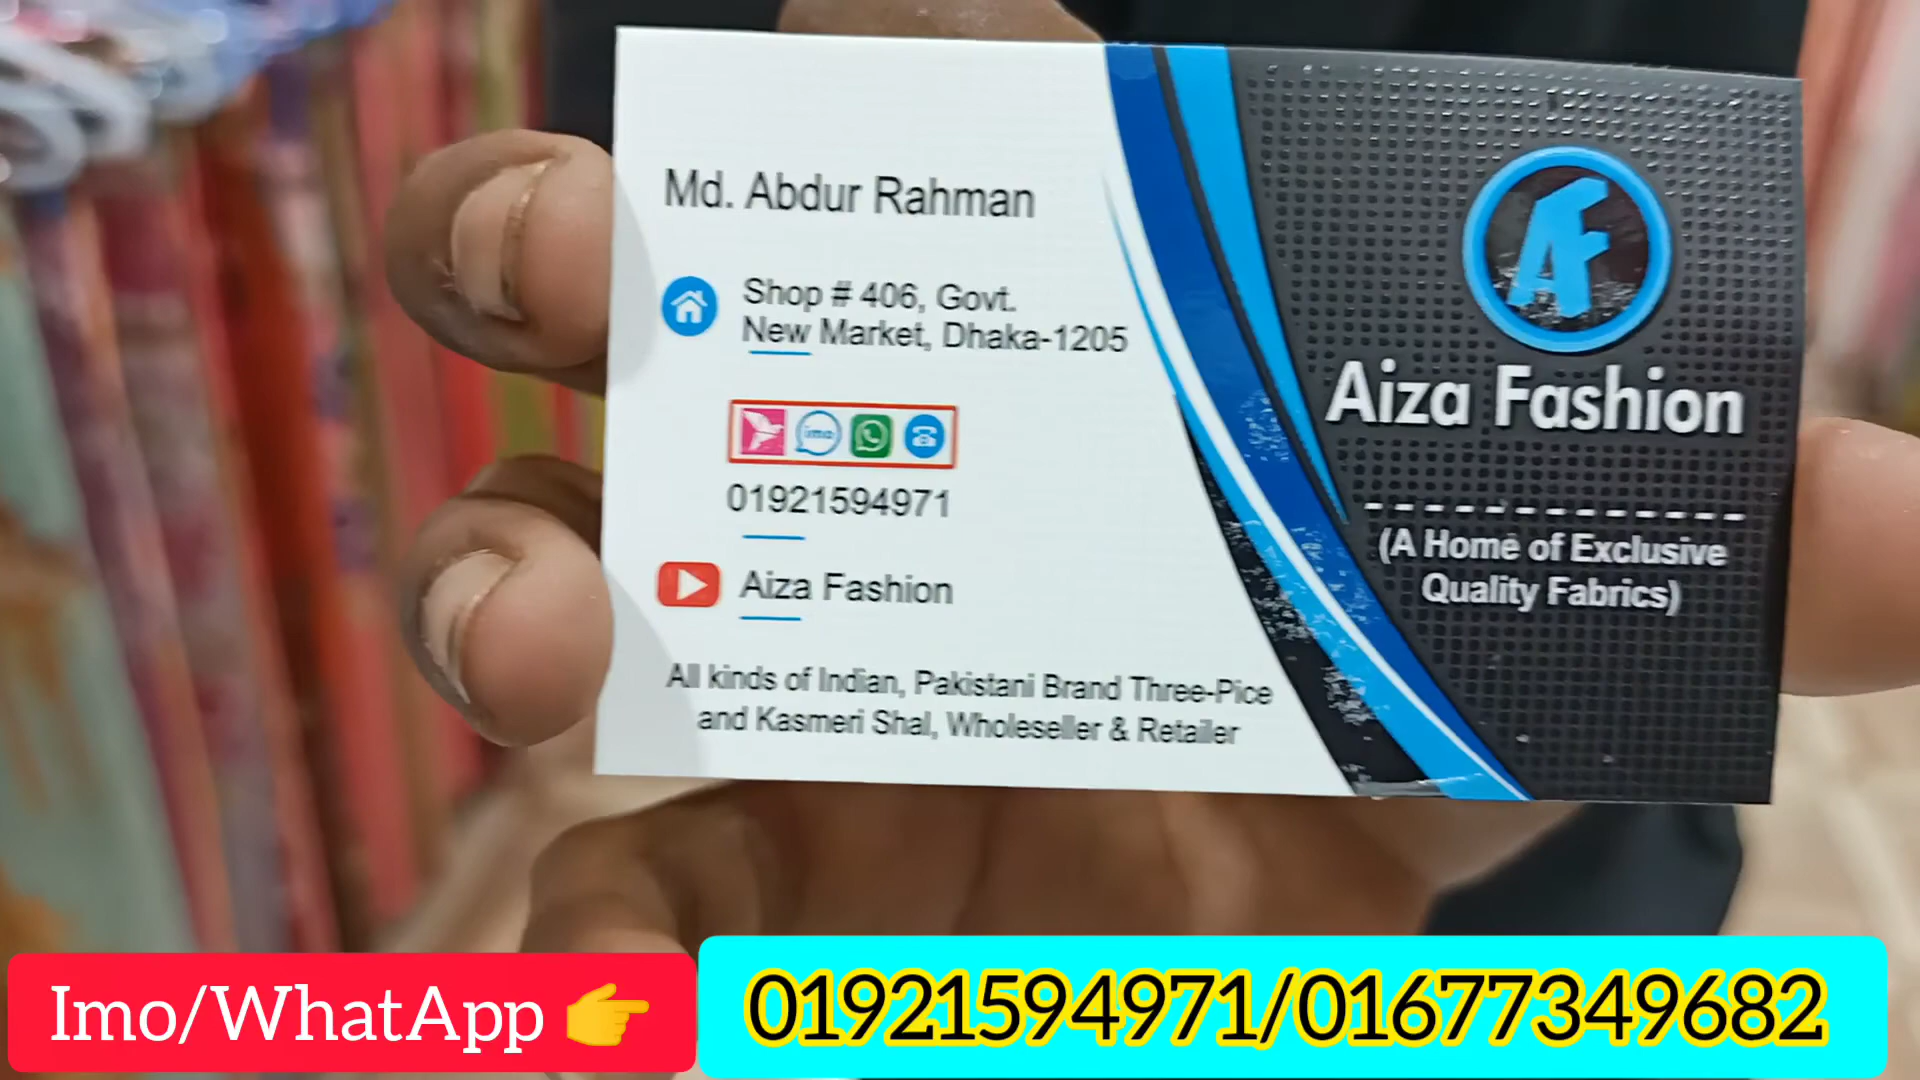 Md. Abdur Rahman
Shop # 406, Govt.
New Market, Dhaka-1205
imo
01921594971
Aiza Fashion
All kinds of Indian, Pakistani Brand Three-Pice
and Kasmeri Shal, Wholeseller & Retailer
AF
Aiza Fashion
(A Home of Exclusive
Quality Fabrics)
Imo/WhatApp 👉 01921594971/01677349682